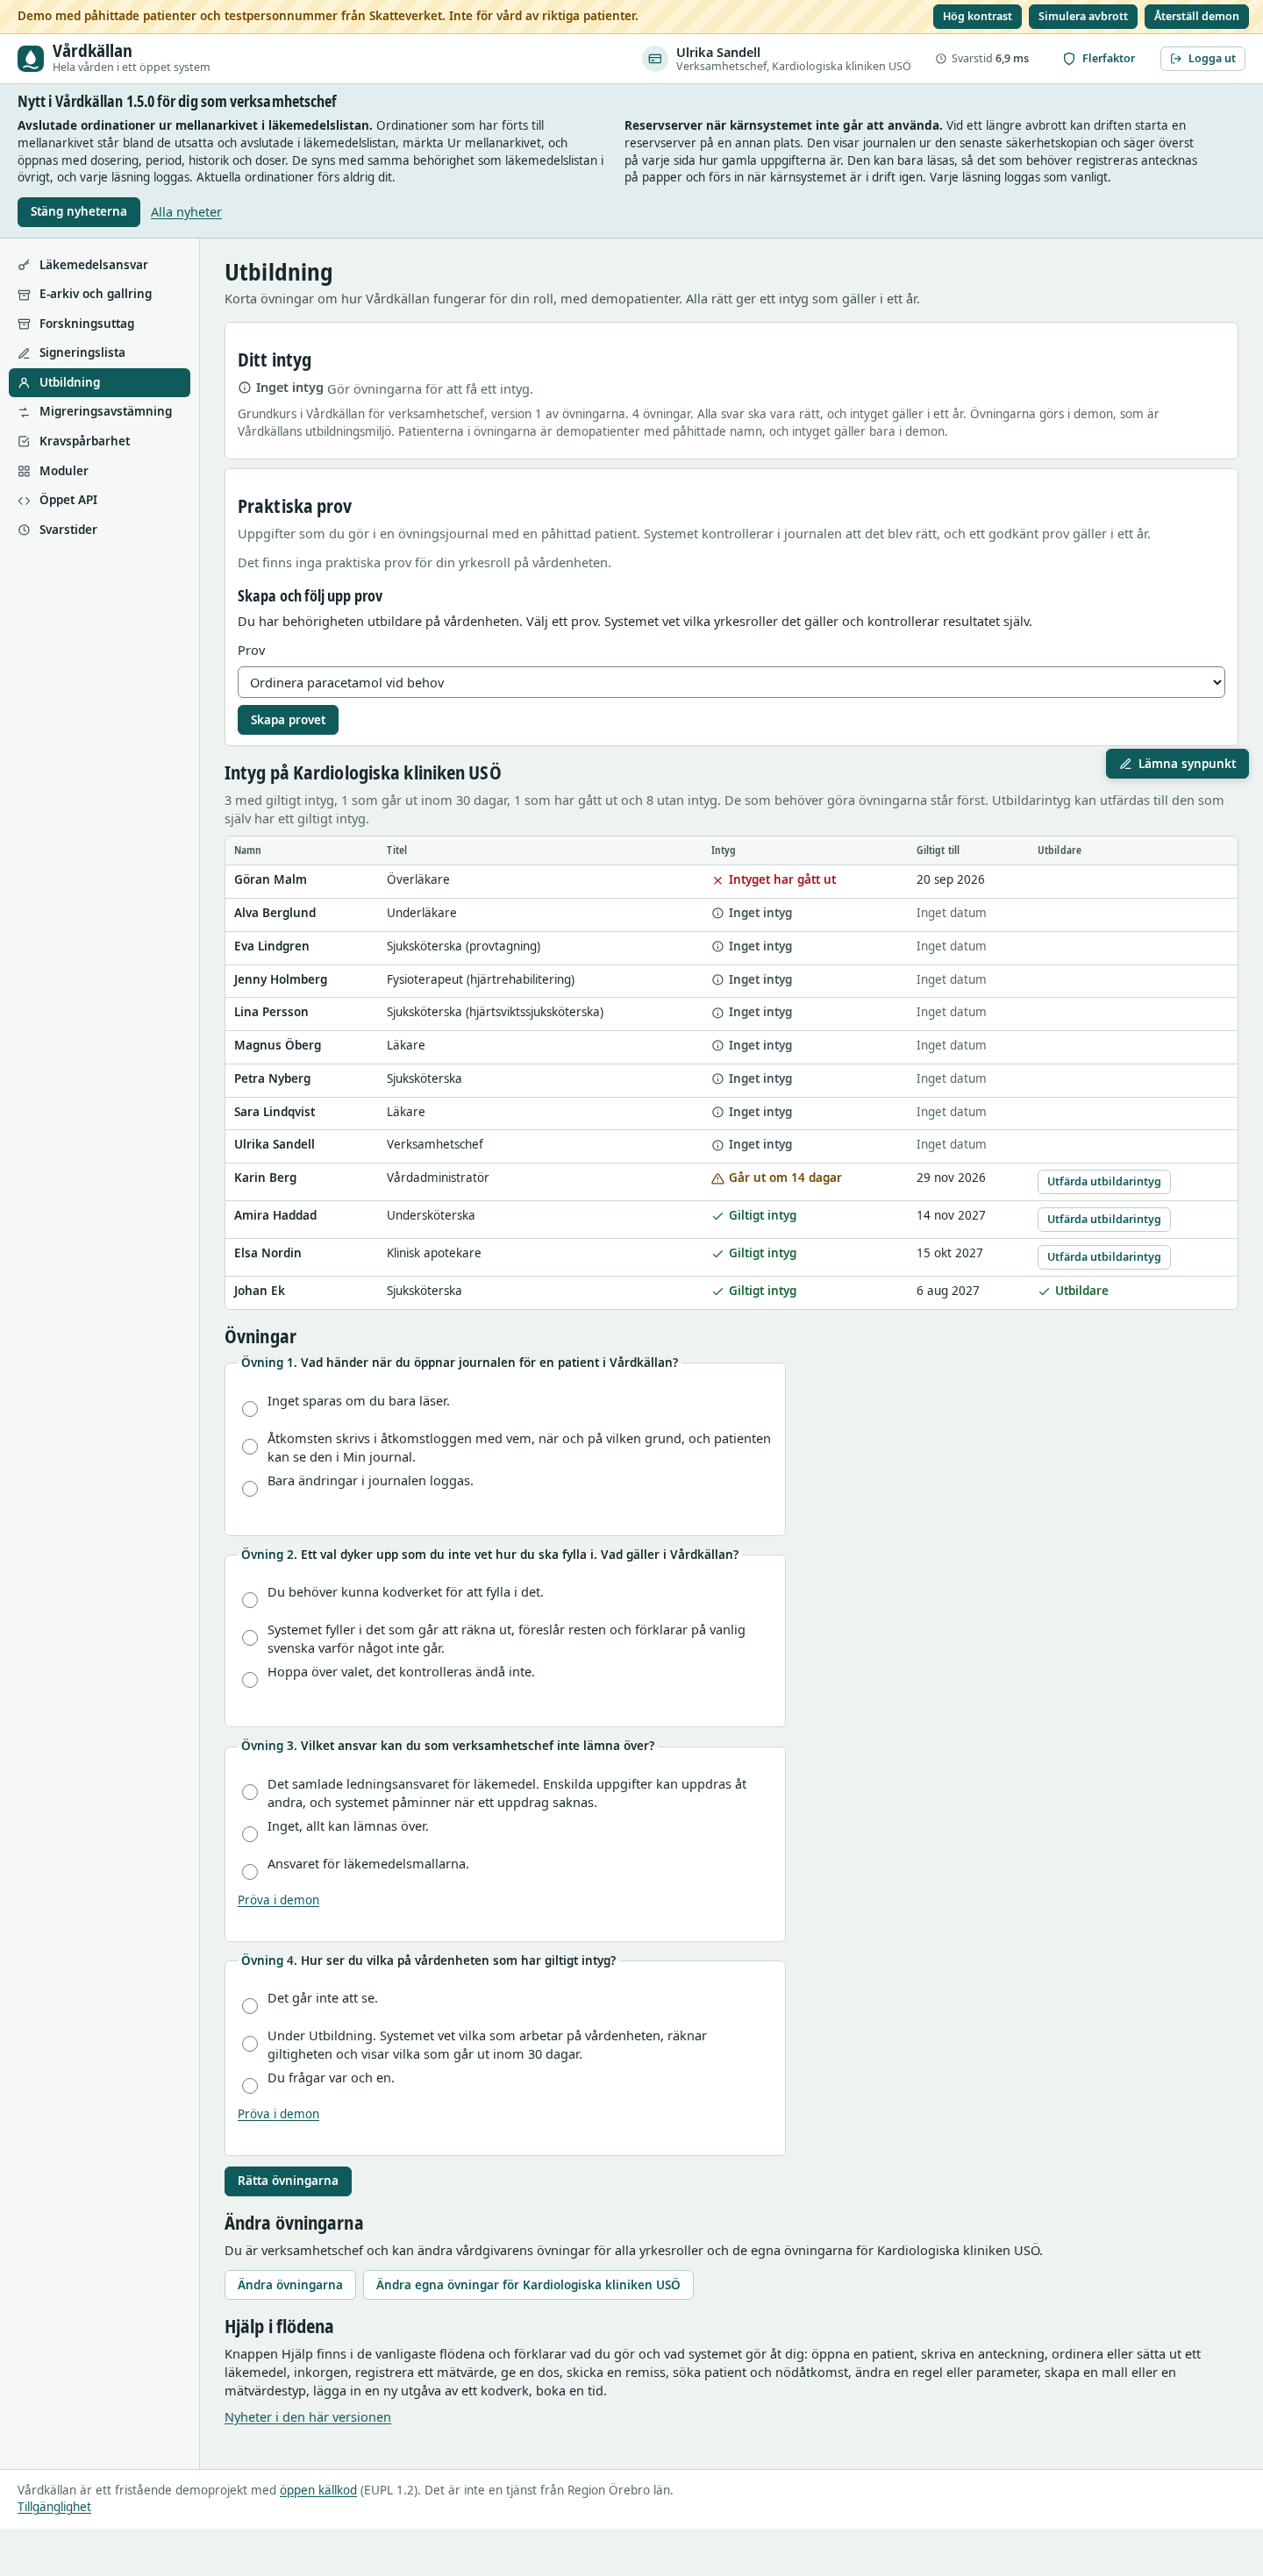 Demo med påhittade patienter och testpersonnummer från Skatteverket. Inte för vård av riktiga patienter.
Hög kontrast
Simulera avbrott
Återställ demon
Vårdkällan
Hela vården i ett öppet system
Ulrika Sandell
Verksamhetschef, Kardiologiska kliniken USÖ
Svarstid 6,9 ms
Flerfaktor
Logga ut
Nytt i Vårdkällan 1.5.0 för dig som verksamhetschef
Avslutade ordinationer ur mellanarkivet i läkemedelslistan. Ordinationer som har förts till
mellanarkivet står bland de utsatta och avslutade i läkemedelslistan, märkta Ur mellanarkivet, och
öppnas med dosering, period, historik och doser. De syns med samma behörighet som läkemedelslistan i
övrigt, och varje läsning loggas. Aktuella ordinationer förs aldrig dit.
Reservserver när kärnsystemet inte går att använda. Vid ett längre avbrott kan driften starta en
reservserver på en annan plats. Den visar journalen ur den senaste säkerhetskopian och säger överst
på varje sida hur gamla uppgifterna är. Den kan bara läsas, så det som behöver registreras antecknas
på papper och förs in när kärnsystemet är i drift igen. Varje läsning loggas som vanligt.
Stäng nyheterna
Alla nyheter
Läkemedelsansvar
E-arkiv och gallring
Forskningsuttag
Signeringslista
Utbildning
Migreringsavstämning
Kravspårbarhet
Moduler
Öppet API
Svarstider
Utbildning
Korta övningar om hur Vårdkällan fungerar för din roll, med demopatienter. Alla rätt ger ett intyg som gäller i ett år.
Ditt intyg
Inget intyg Gör övningarna för att få ett intyg.
Grundkurs i Vårdkällan för verksamhetschef, version 1 av övningarna. 4 övningar. Alla svar ska vara rätt, och intyget gäller i ett år. Övningarna görs i demon, som är
Vårdkällans utbildningsmiljö. Patienterna i övningarna är demopatienter med påhittade namn, och intyget gäller bara i demon.
Praktiska prov
Uppgifter som du gör i en övningsjournal med en påhittad patient. Systemet kontrollerar i journalen att det blev rätt, och ett godkänt prov gäller i ett år.
Det finns inga praktiska prov för din yrkesroll på vårdenheten.
Skapa och följ upp prov
Du har behörigheten utbildare på vårdenheten. Välj ett prov. Systemet vet vilka yrkesroller det gäller och kontrollerar resultatet själv.
Prov
Ordinera paracetamol vid behov
Skapa provet
Lämna synpunkt
Intyg på Kardiologiska kliniken USÖ
3 med giltigt intyg, 1 som går ut inom 30 dagar, 1 som har gått ut och 8 utan intyg. De som behöver göra övningarna står först. Utbildarintyg kan utfärdas till den som
själv har ett giltigt intyg.
Namn Titel Intyg Giltigt till Utbildare
Göran Malm Överläkare Intyget har gått ut 20 sep 2026
Alva Berglund Underläkare Inget intyg Inget datum
Eva Lindgren Sjuksköterska (provtagning) Inget intyg Inget datum
Jenny Holmberg Fysioterapeut (hjärtrehabilitering) Inget intyg Inget datum
Lina Persson Sjuksköterska (hjärtsviktssjuksköterska) Inget intyg Inget datum
Magnus Öberg Läkare Inget intyg Inget datum
Petra Nyberg Sjuksköterska Inget intyg Inget datum
Sara Lindqvist Läkare Inget intyg Inget datum
Ulrika Sandell Verksamhetschef Inget intyg Inget datum
Karin Berg Vårdadministratör Går ut om 14 dagar 29 nov 2026 Utfärda utbildarintyg
Amira Haddad Undersköterska Giltigt intyg 14 nov 2027 Utfärda utbildarintyg
Elsa Nordin Klinisk apotekare Giltigt intyg 15 okt 2027 Utfärda utbildarintyg
Johan Ek Sjuksköterska Giltigt intyg 6 aug 2027 Utbildare
Övningar
Övning 1. Vad händer när du öppnar journalen för en patient i Vårdkällan?
Inget sparas om du bara läser.
Åtkomsten skrivs i åtkomstloggen med vem, när och på vilken grund, och patienten
kan se den i Min journal.
Bara ändringar i journalen loggas.
Övning 2. Ett val dyker upp som du inte vet hur du ska fylla i. Vad gäller i Vårdkällan?
Du behöver kunna kodverket för att fylla i det.
Systemet fyller i det som går att räkna ut, föreslår resten och förklarar på vanlig
svenska varför något inte går.
Hoppa över valet, det kontrolleras ändå inte.
Övning 3. Vilket ansvar kan du som verksamhetschef inte lämna över?
Det samlade ledningsansvaret för läkemedel. Enskilda uppgifter kan uppdras åt
andra, och systemet påminner när ett uppdrag saknas.
Inget, allt kan lämnas över.
Ansvaret för läkemedelsmallarna.
Pröva i demon
Övning 4. Hur ser du vilka på vårdenheten som har giltigt intyg?
Det går inte att se.
Under Utbildning. Systemet vet vilka som arbetar på vårdenheten, räknar
giltigheten och visar vilka som går ut inom 30 dagar.
Du frågar var och en.
Pröva i demon
Rätta övningarna
Ändra övningarna
Du är verksamhetschef och kan ändra vårdgivarens övningar för alla yrkesroller och de egna övningarna för Kardiologiska kliniken USÖ.
Ändra övningarna
Ändra egna övningar för Kardiologiska kliniken USÖ
Hjälp i flödena
Knappen Hjälp finns i de vanligaste flödena och förklarar vad du gör och vad systemet gör åt dig: öppna en patient, skriva en anteckning, ordinera eller sätta ut ett
läkemedel, inkorgen, registrera ett mätvärde, ge en dos, skicka en remiss, söka patient och nödåtkomst, ändra en regel eller parameter, skapa en mall eller en
mätvärdestyp, lägga in en ny utgåva av ett kodverk, boka en tid.
Nyheter i den här versionen
Vårdkällan är ett fristående demoprojekt med öppen källkod (EUPL 1.2). Det är inte en tjänst från Region Örebro län.
Tillgänglighet